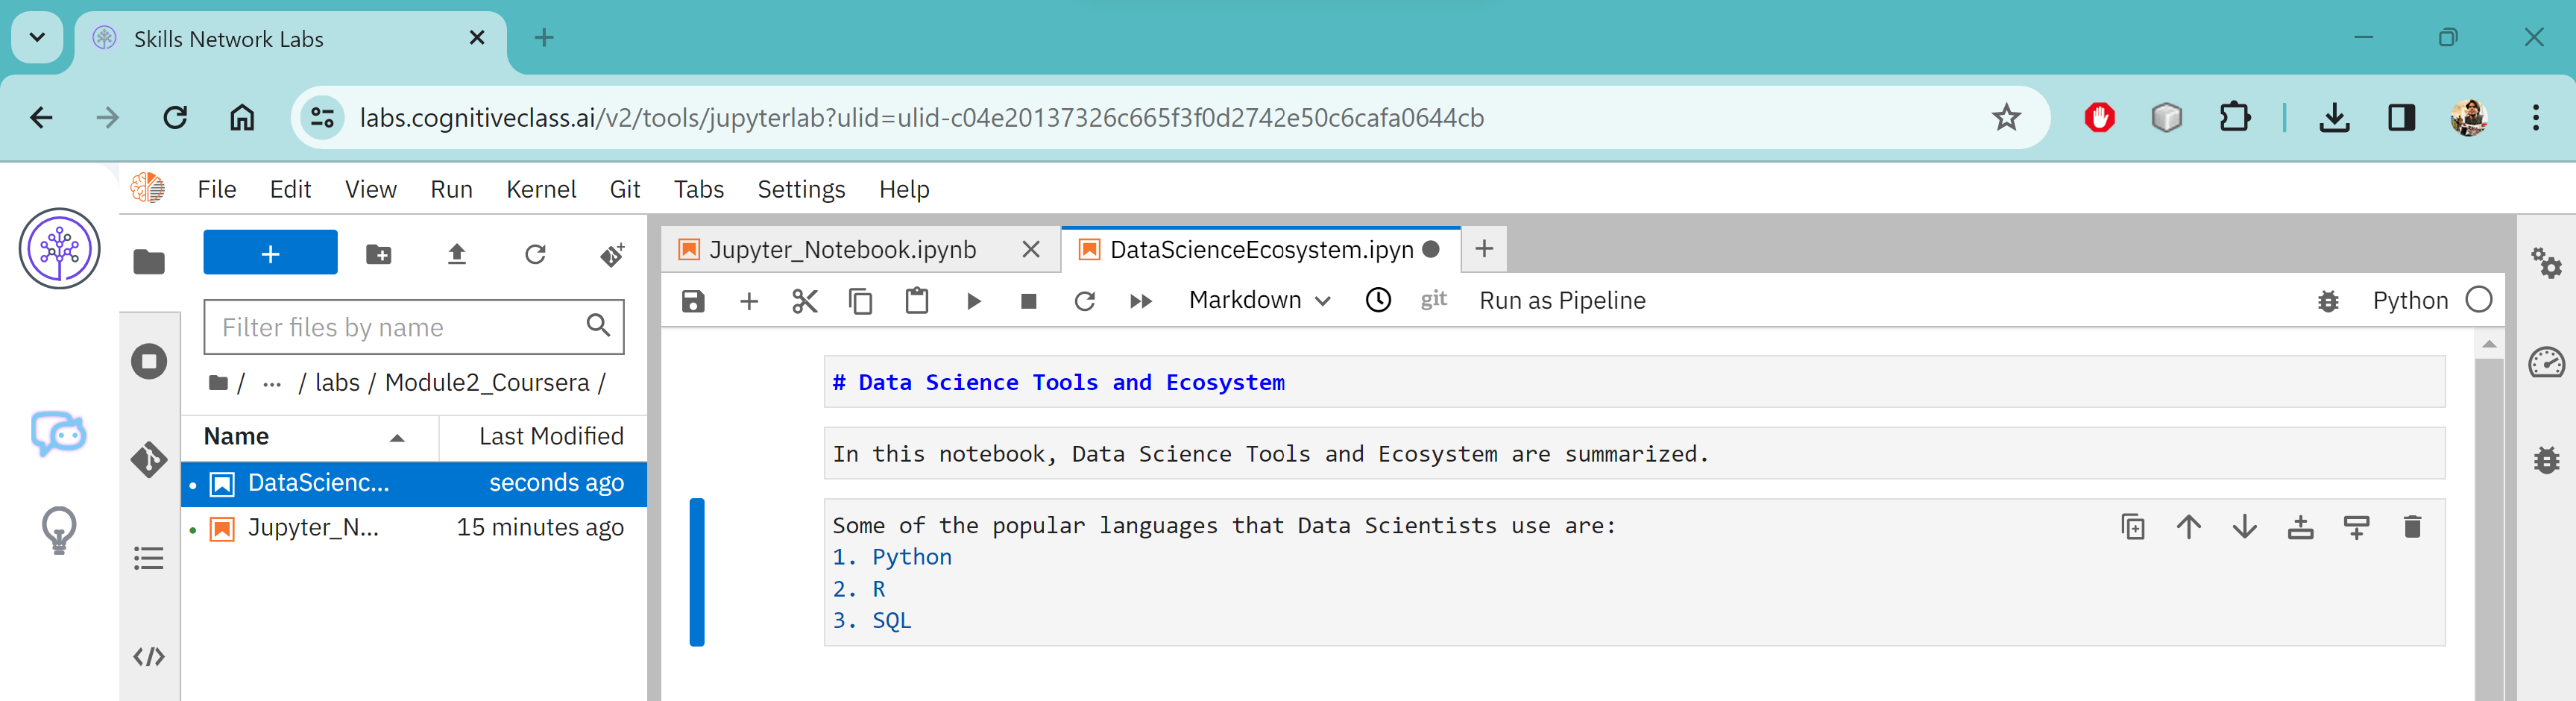 Skills Network Labs
labs.cognitiveclass.ai/v2/tools/jupyterlab?ulid=ulid-c04e20137326c665f3f0d2742e50c6cafa0644cb
File Edit View Run Kernel Git Tabs Settings Help
+
Filter files by name
/ ... / labs / Module2_Coursera /
Name Last Modified
DataScienc... seconds ago
Jupyter_N... 15 minutes ago
Jupyter_Notebook.ipynb DataScienceEcosystem.ipyn
Markdown git Run as Pipeline Python
# Data Science Tools and Ecosystem
In this notebook, Data Science Tools and Ecosystem are summarized.
Some of the popular languages that Data Scientists use are:
1. Python
2. R
3. SQL